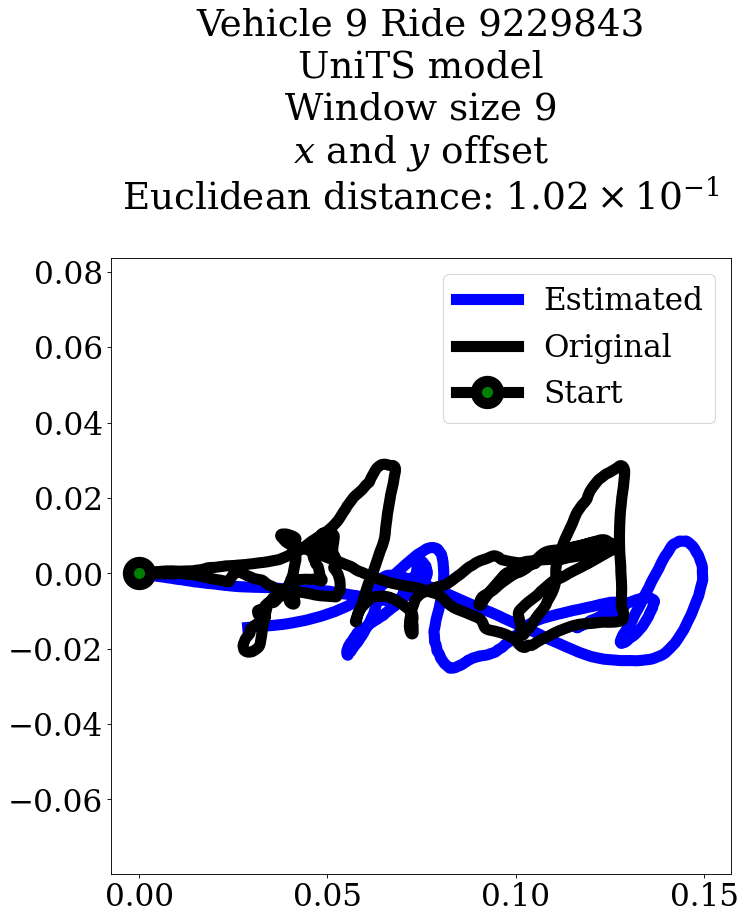 Vehicle 9 Ride 9229843
UniTS model
Window size 9
x and y offset
Euclidean distance: 1.02 × 10⁻¹
Estimated
Original
Start
0.08
0.06
0.04
0.02
0.00
−0.02
−0.04
−0.06
0.00 0.05 0.10 0.15